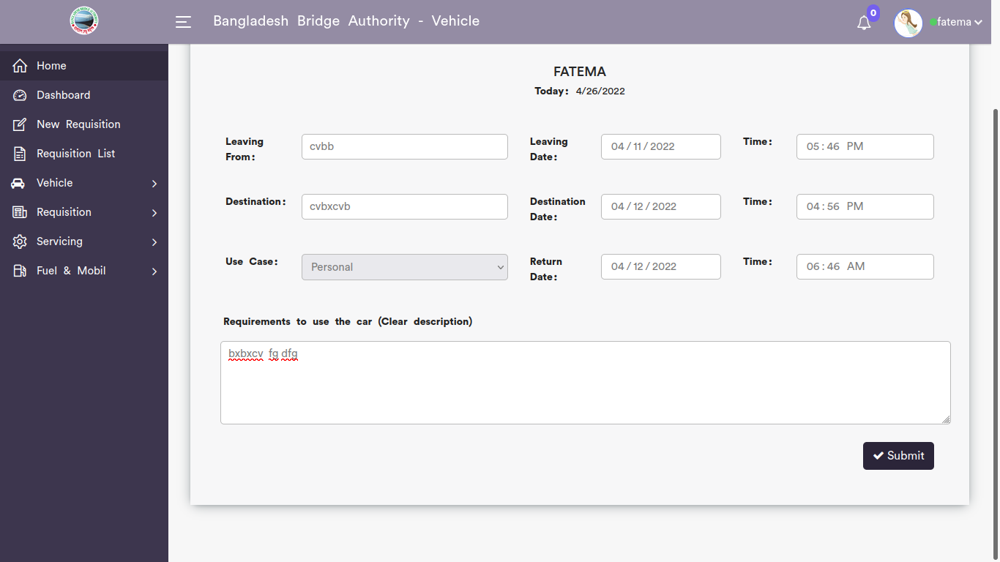 Bangladesh Bridge Authority - Vehicle
0
fatema
Home
Dashboard
New Requisition
Requisition List
Vehicle
Requisition
Servicing
Fuel & Mobil
FATEMA
Today: 4/26/2022
Leaving From:
cvbb
Leaving Date:
04/11/2022
Time:
05:46 PM
Destination:
cvbxcvb
Destination Date:
04/12/2022
Time:
04:56 PM
Use Case:
Personal
Return Date:
04/12/2022
Time:
06:46 AM
Requirements to use the car (Clear description)
bxbxcv fg dfg
Submit